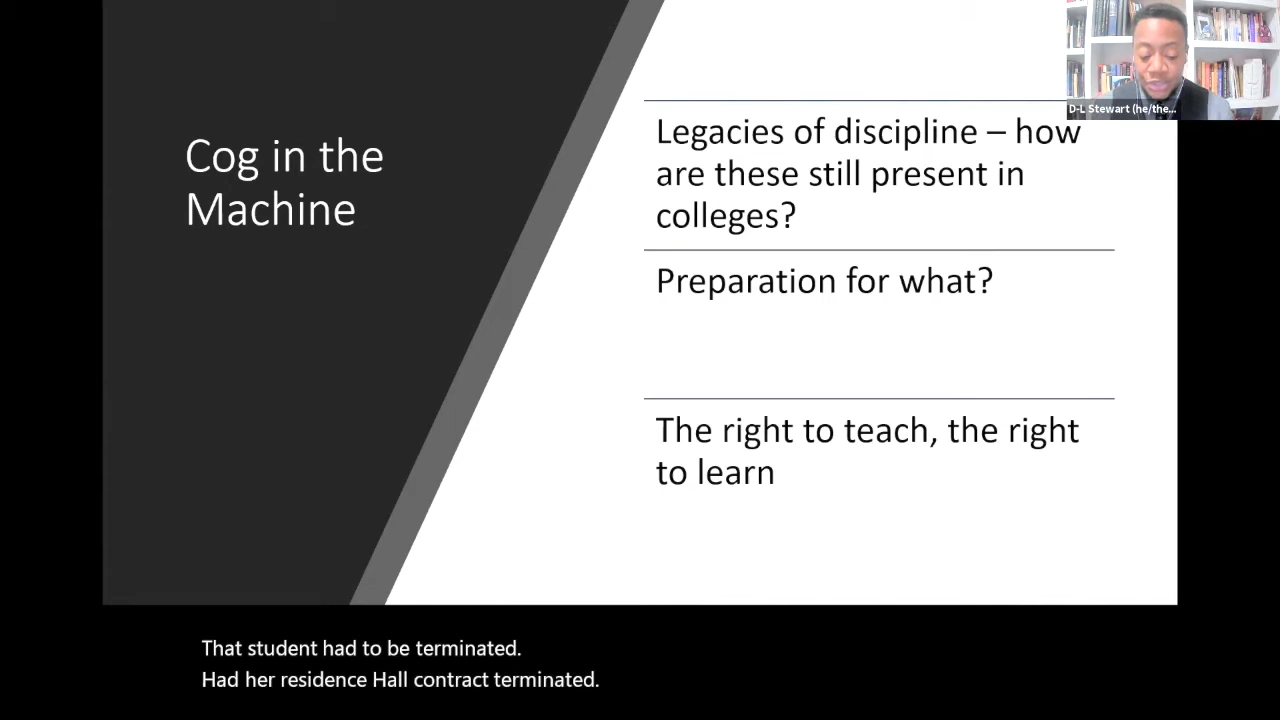 Cog in the
Machine
D-L Stewart (he/the...
Legacies of discipline – how
are these still present in
colleges?
Preparation for what?
The right to teach, the right
to learn
That student had to be terminated.
Had her residence Hall contract terminated.